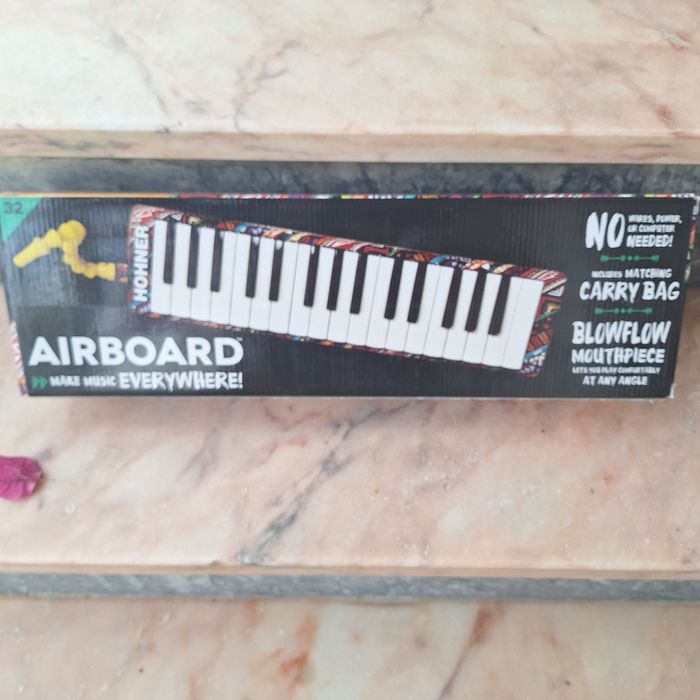 32
HOHNER
AIRBOARD
MAKE MUSIC EVERYWHERE!
NO WIRES, POWER,
OR COMPUTER
NEEDED!
INCLUDES MATCHING
CARRY BAG
BLOWFLOW
MOUTHPIECE
LETS YOU PLAY COMFORTABLY
AT ANY ANGLE